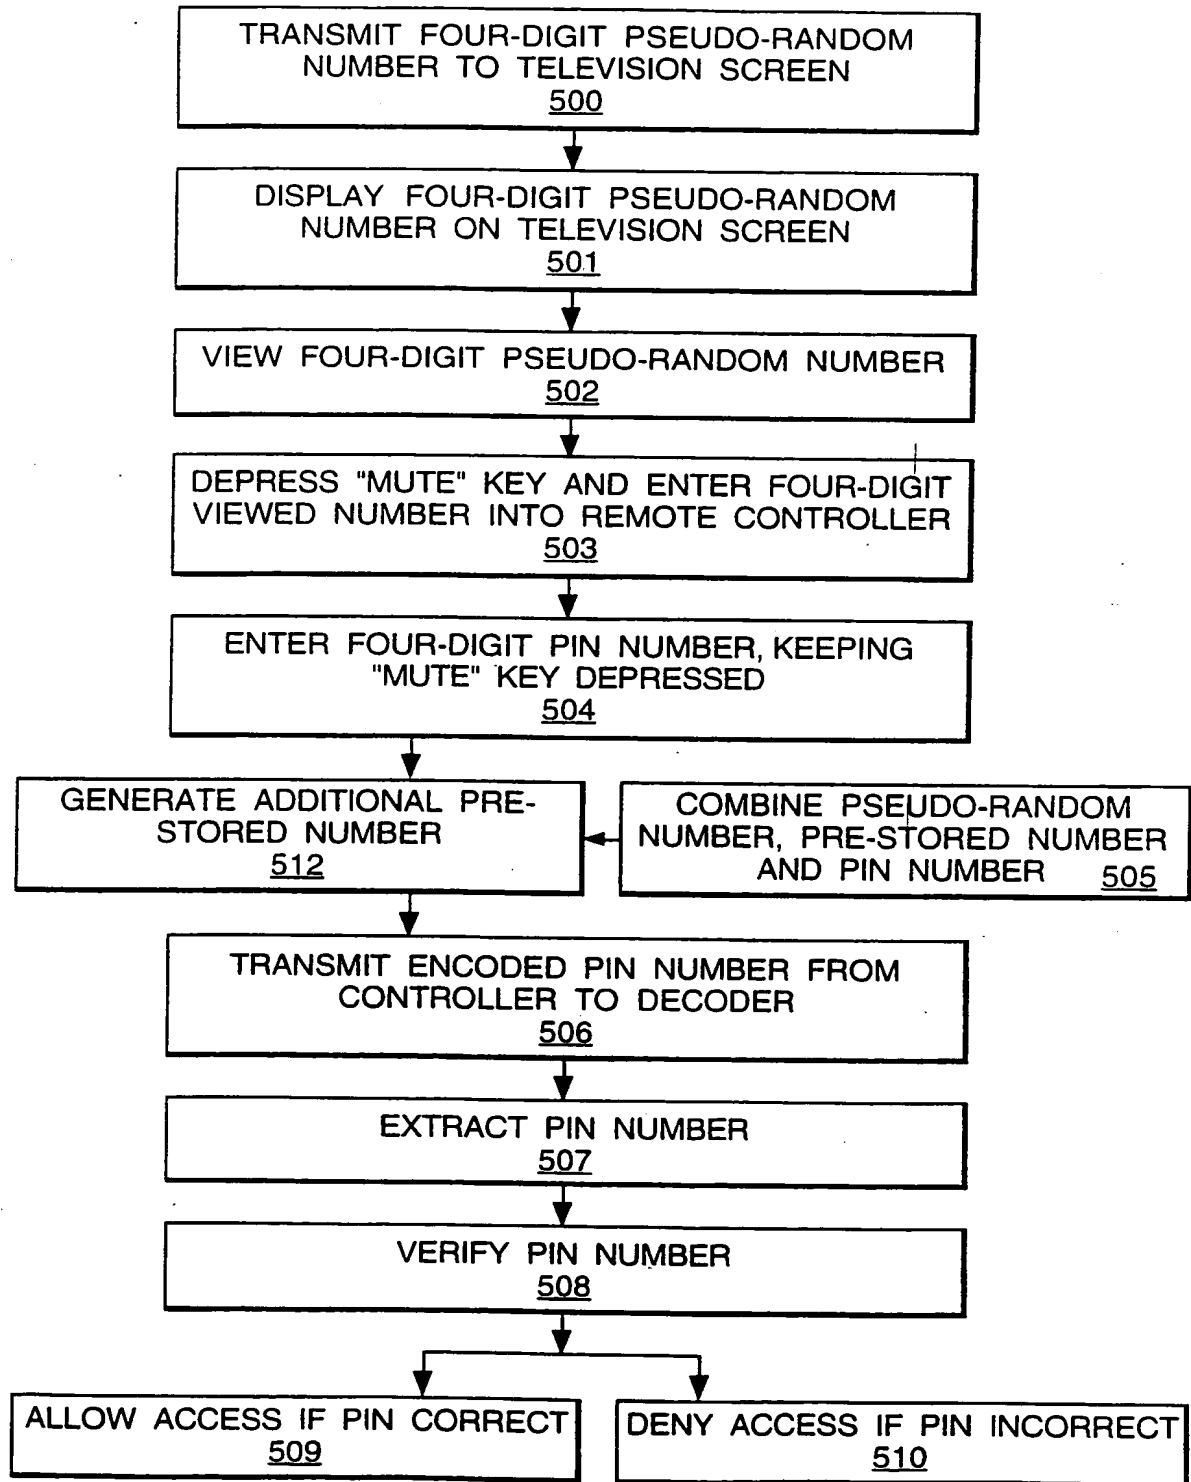 TRANSMIT FOUR-DIGIT PSEUDO-RANDOM
NUMBER TO TELEVISION SCREEN
500
DISPLAY FOUR-DIGIT PSEUDO-RANDOM
NUMBER ON TELEVISION SCREEN
501
VIEW FOUR-DIGIT PSEUDO-RANDOM NUMBER
502
DEPRESS "MUTE" KEY AND ENTER FOUR-DIGIT
VIEWED NUMBER INTO REMOTE CONTROLLER
503
ENTER FOUR-DIGIT PIN NUMBER, KEEPING
"MUTE" KEY DEPRESSED
504
GENERATE ADDITIONAL PRE-
STORED NUMBER
512
COMBINE PSEUDO-RANDOM
NUMBER, PRE-STORED NUMBER
AND PIN NUMBER 505
TRANSMIT ENCODED PIN NUMBER FROM
CONTROLLER TO DECODER
506
EXTRACT PIN NUMBER
507
VERIFY PIN NUMBER
508
ALLOW ACCESS IF PIN CORRECT
509
DENY ACCESS IF PIN INCORRECT
510